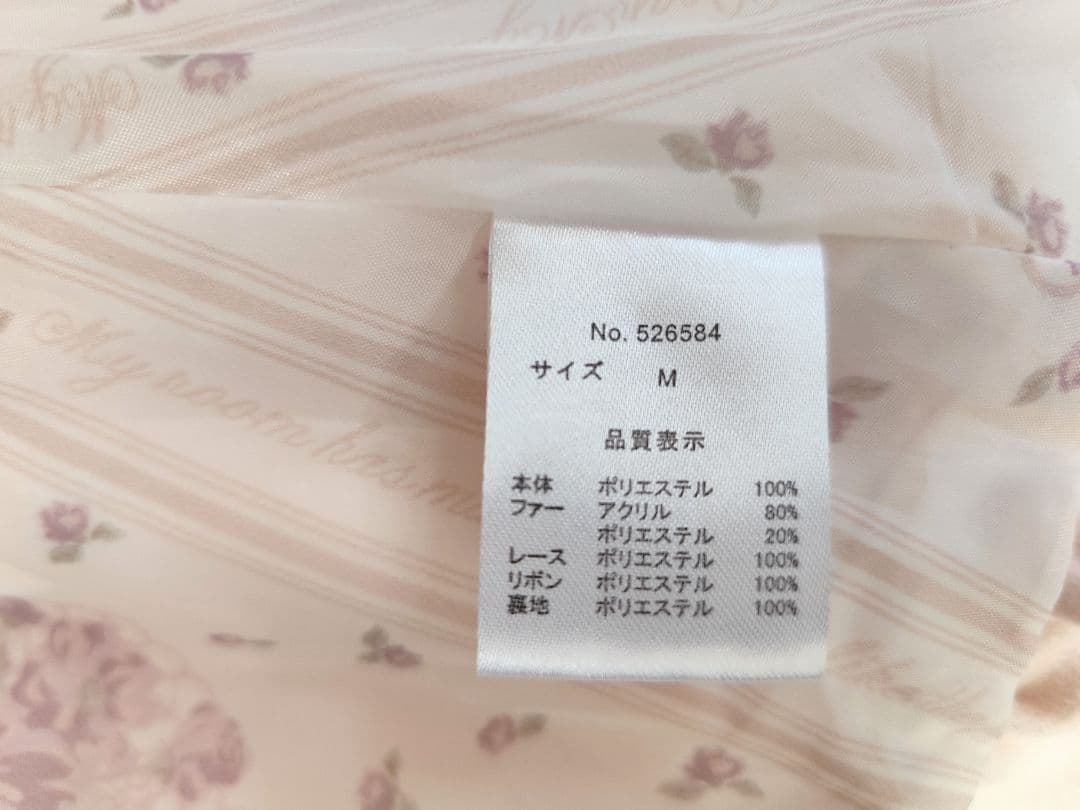 No. 526584
サイズ M
品質表示
本体 ポリエステル 100%
ファー アクリル 80%
ポリエステル 20%
レース ポリエステル 100%
リボン ポリエステル 100%
裏地 ポリエステル 100%
My room has